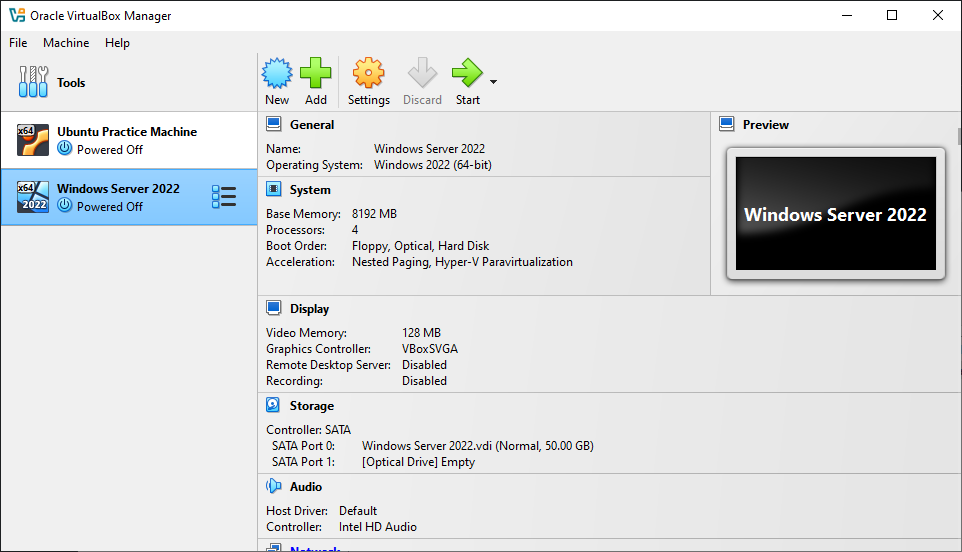 Oracle VirtualBox Manager
File Machine Help
Tools
New Add Settings Discard Start
x64 Ubuntu Practice Machine
Powered Off
x64 2022 Windows Server 2022
Powered Off
General
Name: Windows Server 2022
Operating System: Windows 2022 (64-bit)
System
Base Memory: 8192 MB
Processors: 4
Boot Order: Floppy, Optical, Hard Disk
Acceleration: Nested Paging, Hyper-V Paravirtualization
Preview
Windows Server 2022
Display
Video Memory: 128 MB
Graphics Controller: VBoxSVGA
Remote Desktop Server: Disabled
Recording: Disabled
Storage
Controller: SATA
SATA Port 0: Windows Server 2022.vdi (Normal, 50.00 GB)
SATA Port 1: [Optical Drive] Empty
Audio
Host Driver: Default
Controller: Intel HD Audio
Network